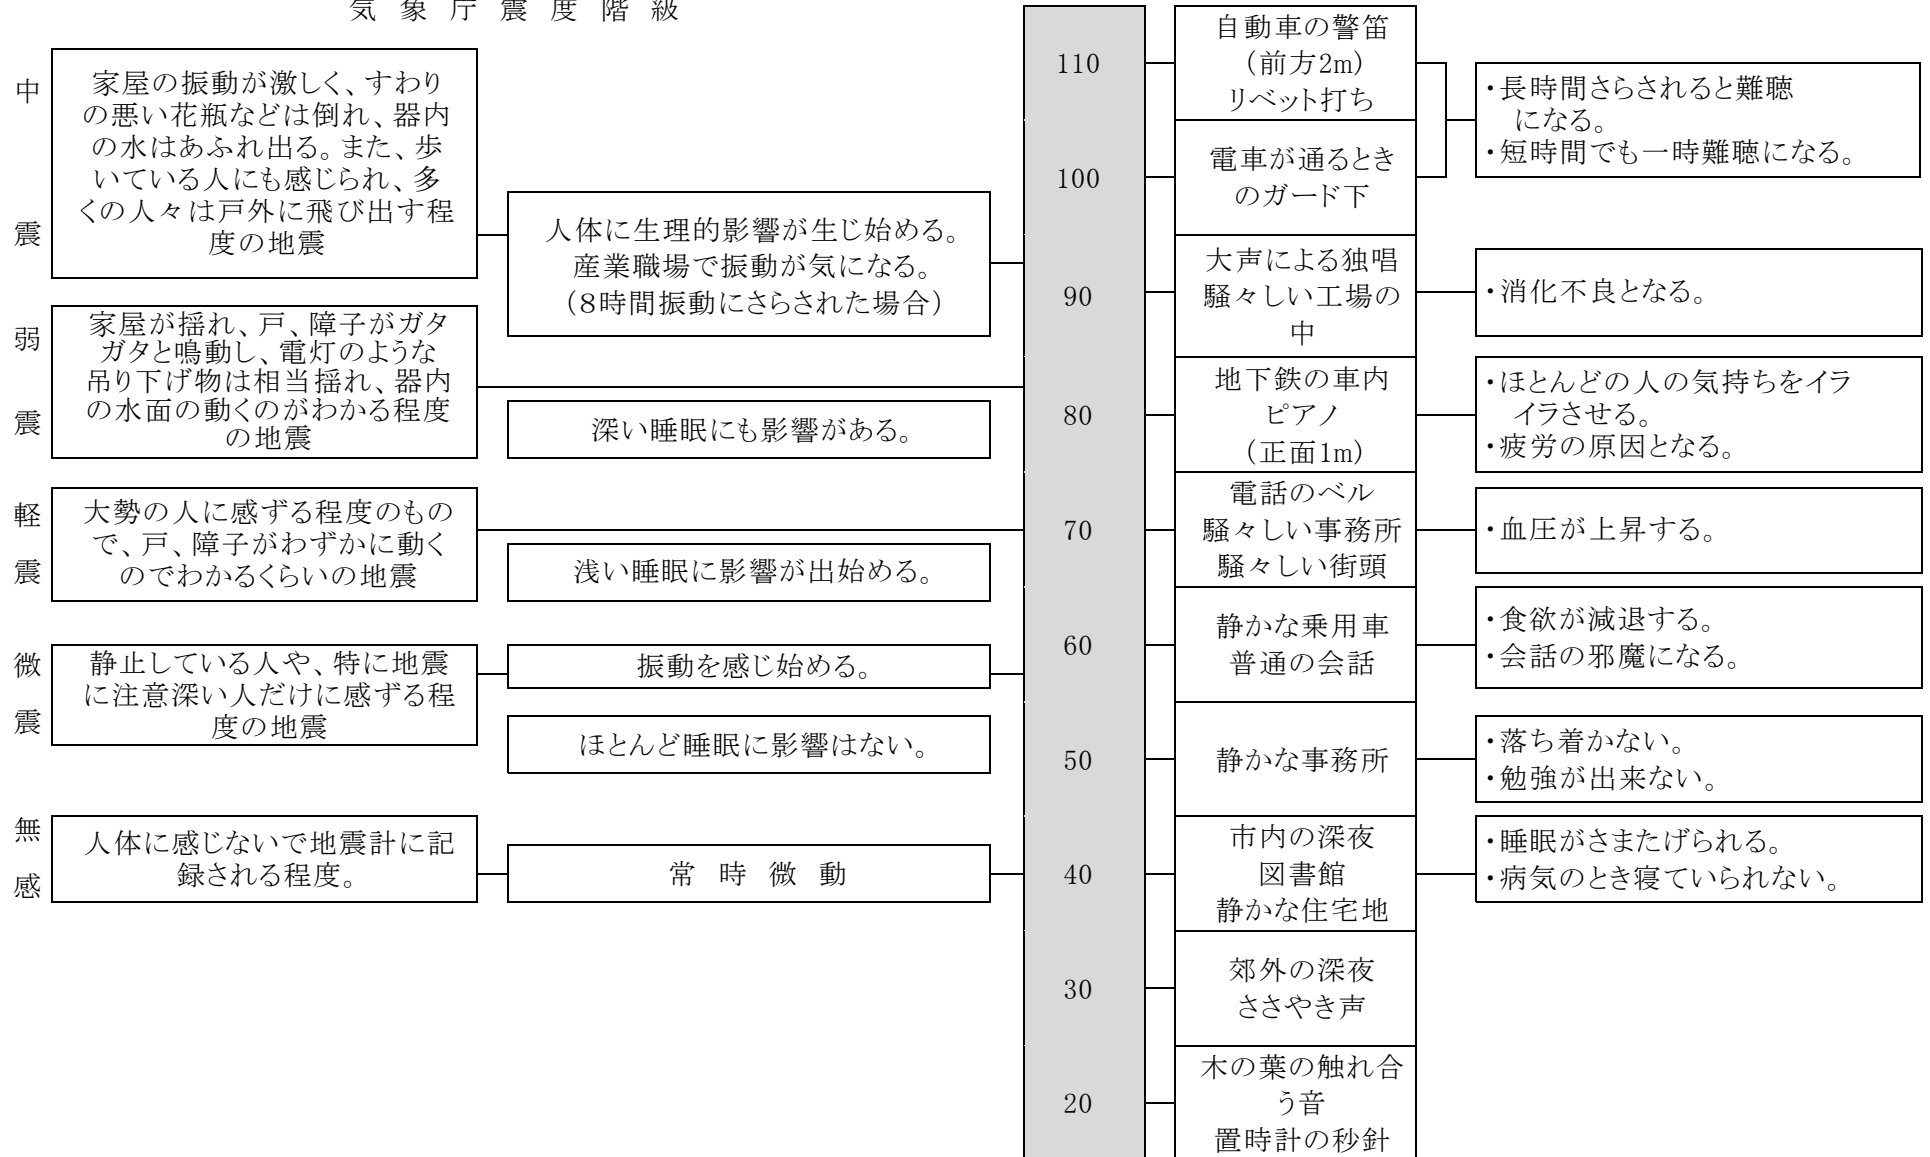 気 象 庁 震 度 階 級
中
震
家屋の振動が激しく、すわり
の悪い花瓶などは倒れ、器内
の水はあふれ出る。また、歩
いている人にも感じられ、多
くの人々は戸外に飛び出す程
度の地震
人体に生理的影響が生じ始める。
産業職場で振動が気になる。
（８時間振動にさらされた場合）
弱
震
家屋が揺れ、戸、障子がガタ
ガタと鳴動し、電灯のような
吊り下げ物は相当揺れ、器内
の水面の動くのがわかる程度
の地震
深い睡眠にも影響がある。
軽
震
大勢の人に感ずる程度のもの
で、戸、障子がわずかに動く
のでわかるくらいの地震
浅い睡眠に影響が出始める。
微
震
静止している人や、特に地震
に注意深い人だけに感ずる程
度の地震
振動を感じ始める。
ほとんど睡眠に影響はない。
無
感
人体に感じないで地震計に記
録される程度。
常 時 微 動
110
自動車の警笛
（前方2m）
リベット打ち
100
電車が通るとき
のガード下
・長時間さらされると難聴
になる。
・短時間でも一時難聴になる。
90
大声による独唱
騒々しい工場の
中
・消化不良となる。
80
地下鉄の車内
ピアノ
（正面1m）
・ほとんどの人の気持ちをイラ
イラさせる。
・疲労の原因となる。
70
電話のベル
騒々しい事務所
騒々しい街頭
・血圧が上昇する。
60
静かな乗用車
普通の会話
・食欲が減退する。
・会話の邪魔になる。
50
静かな事務所
・落ち着かない。
・勉強が出来ない。
40
市内の深夜
図書館
静かな住宅地
・睡眠がさまたげられる。
・病気のとき寝ていられない。
30
郊外の深夜
ささやき声
20
木の葉の触れ合
う音
置時計の秒針